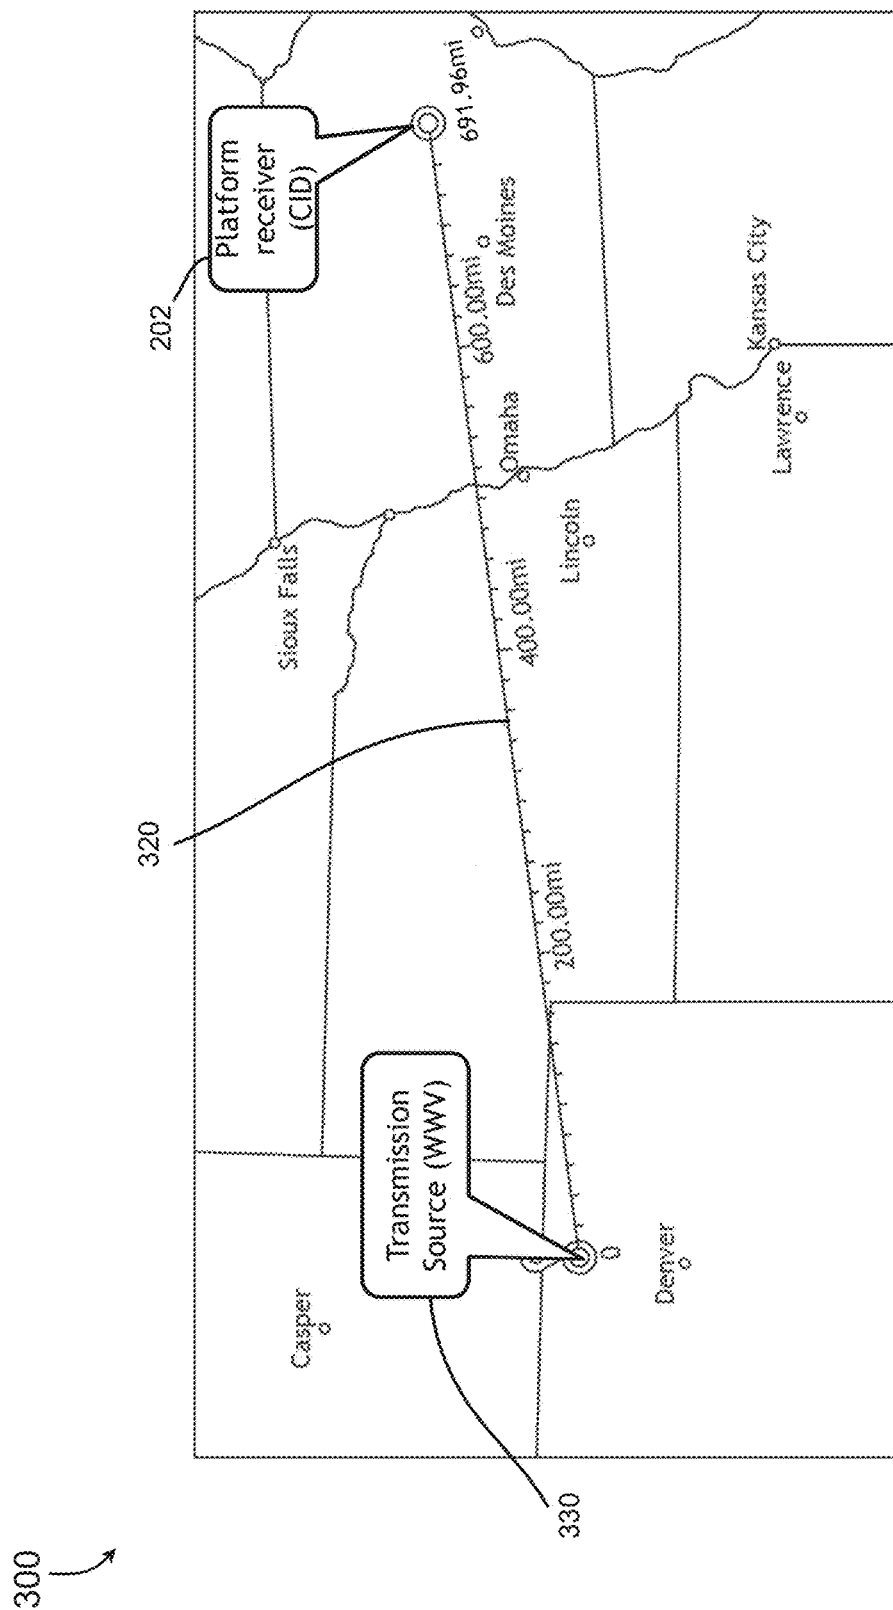 300
202
Platform
receiver
(CID)
691.96mi
600.00mi
Des Moines
Sioux Falls
Omaha
Kansas City
Lawrence
Lincoln
400.00mi
320
200.00mi
Transmission
Source (WWV)
0
Casper
Denver
330